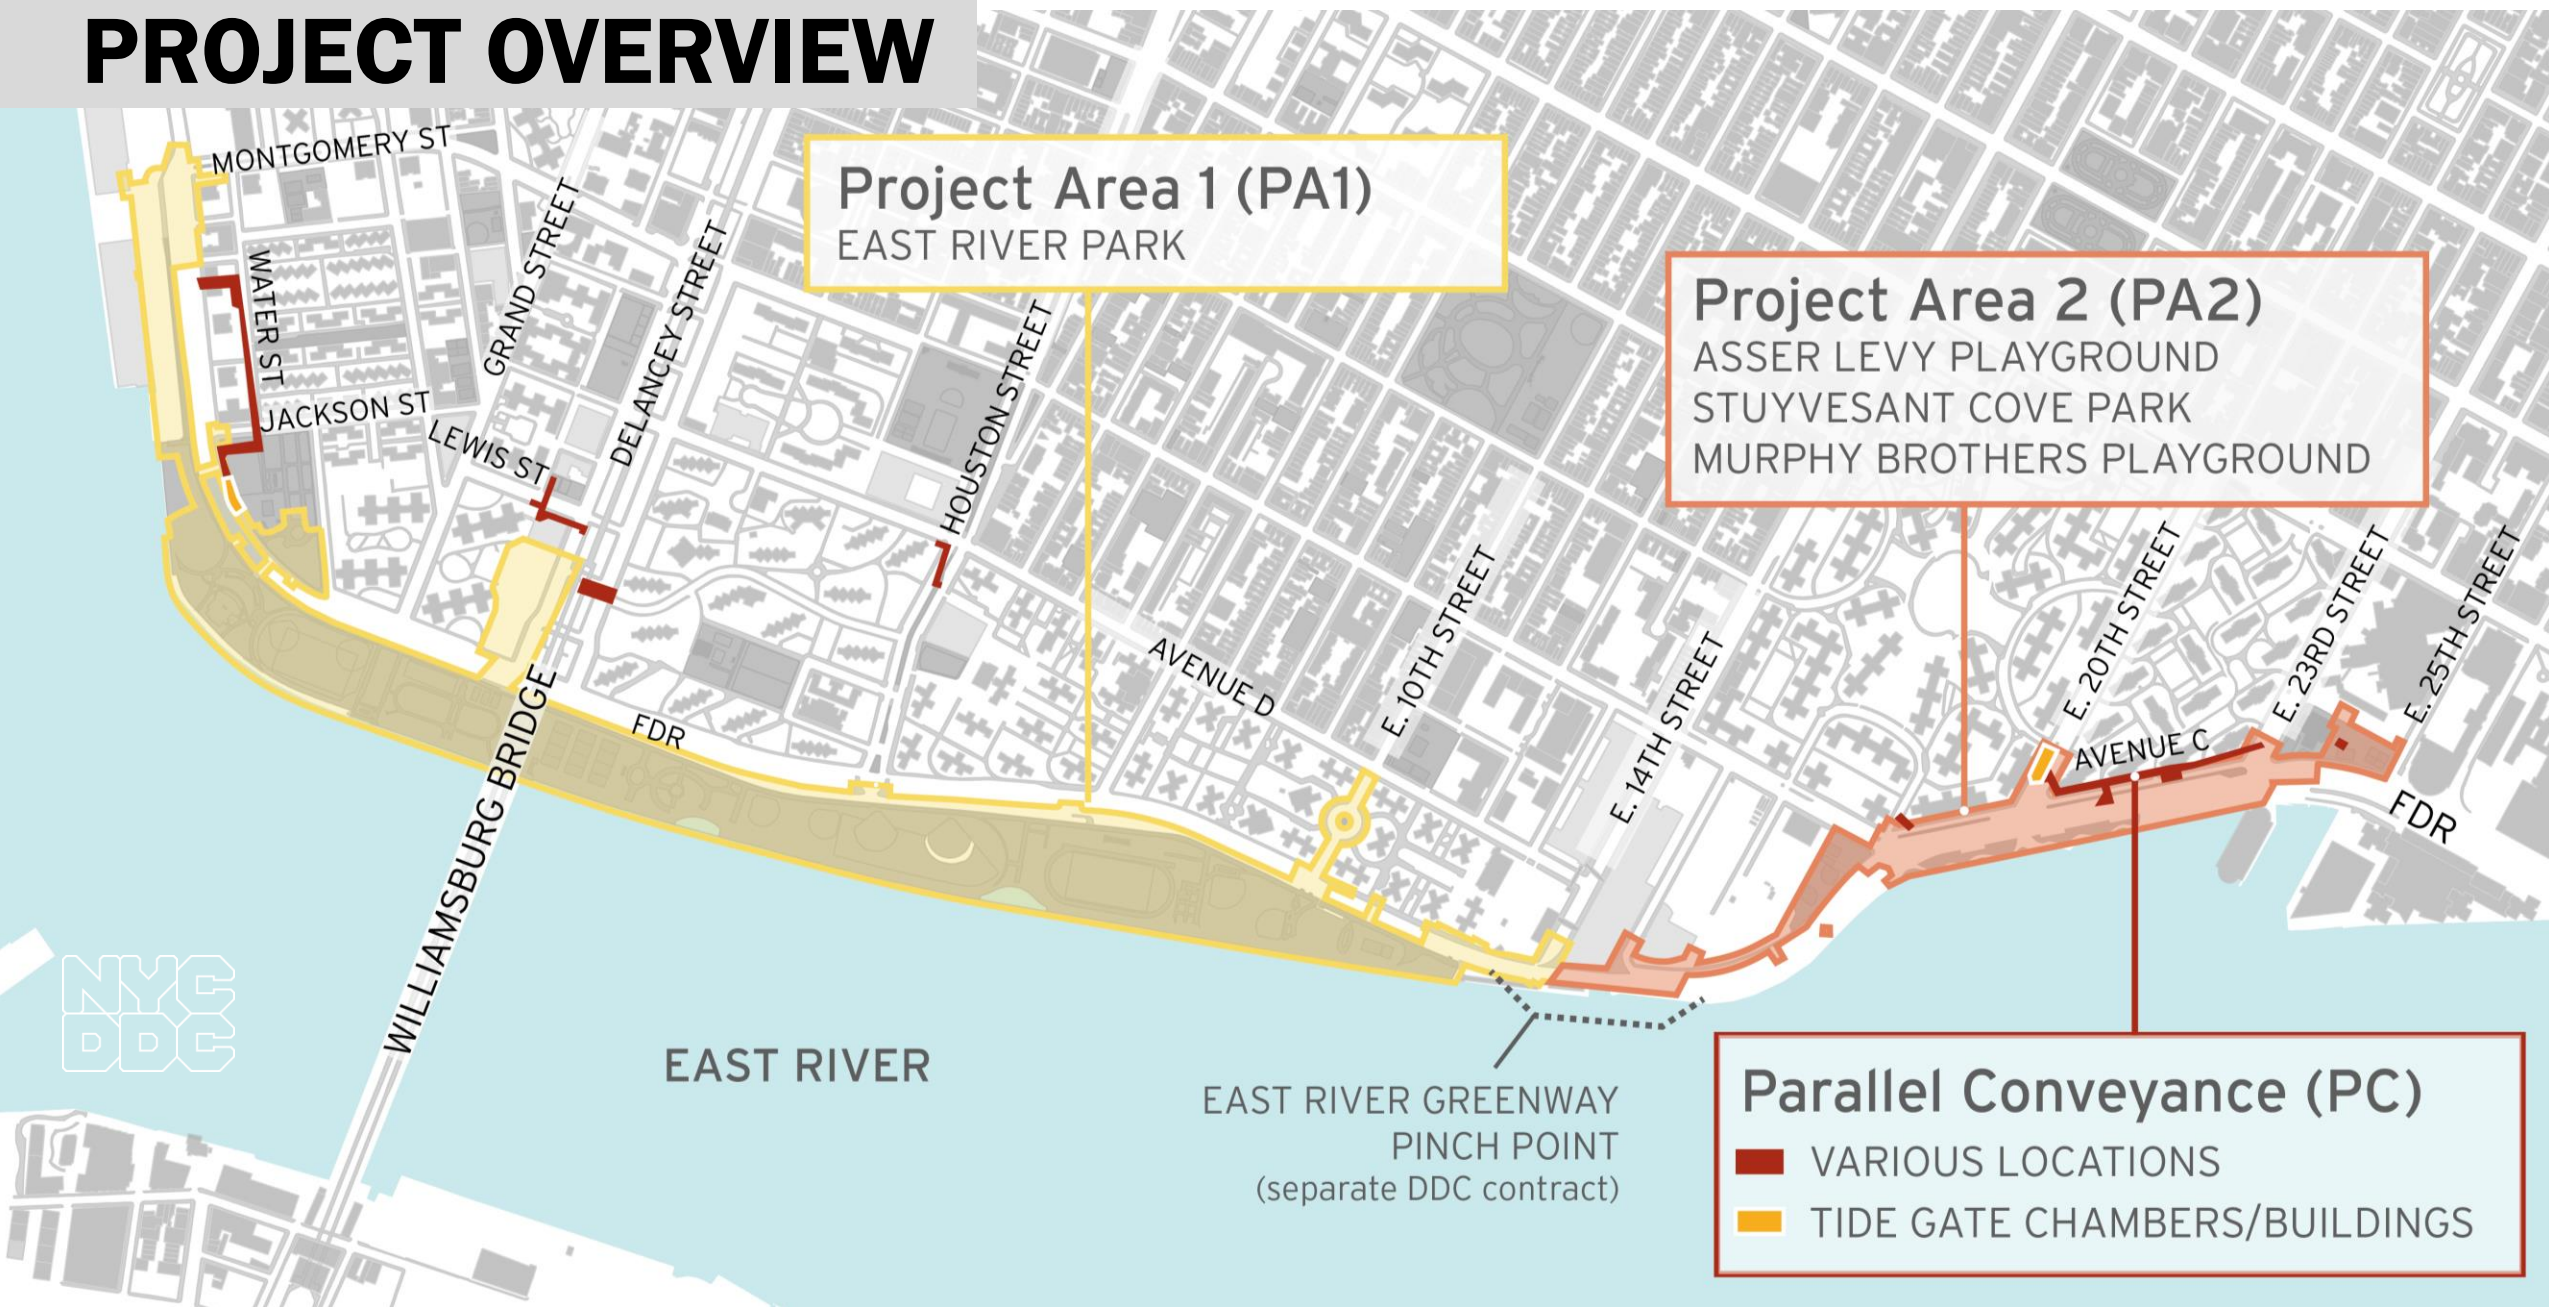 PROJECT OVERVIEW
MONTGOMERY ST
WATER ST
JACKSON ST
GRAND STREET
LEWIS ST
DELANCEY STREET
Project Area 1 (PA1)
EAST RIVER PARK
HOUSTON STREET
Project Area 2 (PA2)
ASSER LEVY PLAYGROUND
STUYVESANT COVE PARK
MURPHY BROTHERS PLAYGROUND
AVENUE D
E. 10TH STREET
E. 14TH STREET
E. 20TH STREET
E. 23RD STREET
E. 25TH STREET
AVENUE C
FDR
FDR
WILLIAMSBURG BRIDGE
NYC
DDC
EAST RIVER
EAST RIVER GREENWAY
PINCH POINT
(separate DDC contract)
Parallel Conveyance (PC)
VARIOUS LOCATIONS
TIDE GATE CHAMBERS/BUILDINGS